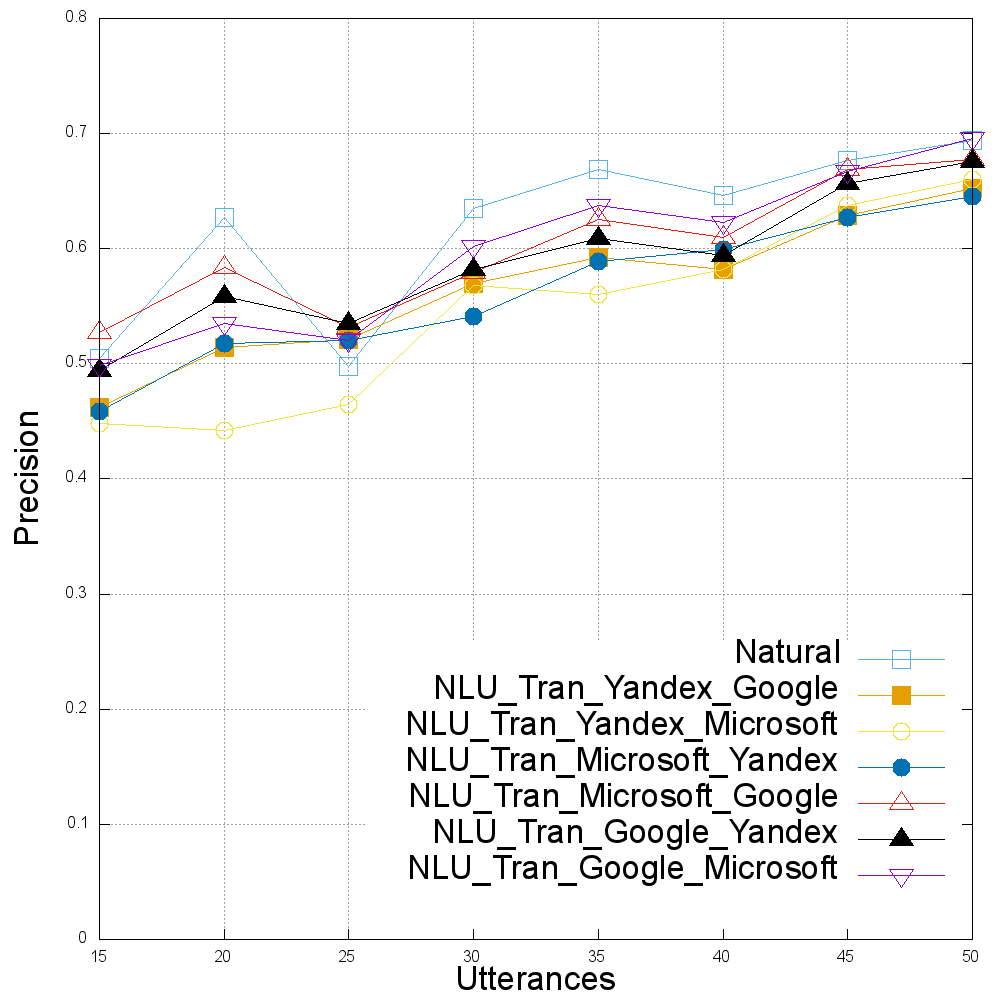 0.8
0.7
0.6
0.5
0.4
0.3
0.2
0.1
0
Precision
Natural
NLU_Tran_Yandex_Google
NLU_Tran_Yandex_Microsoft
NLU_Tran_Microsoft_Yandex
NLU_Tran_Microsoft_Google
NLU_Tran_Google_Yandex
NLU_Tran_Google_Microsoft
15 20 25 30 35 40 45 50
Utterances